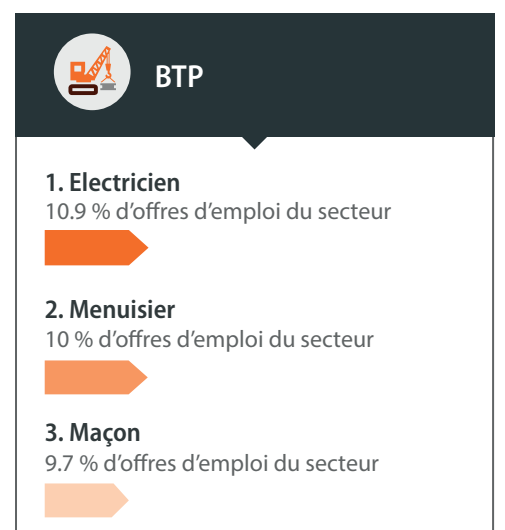 BTP
1. Electricien
10.9 % d’offres d’emploi du secteur
2. Menuisier
10 % d’offres d’emploi du secteur
3. Maçon
9.7 % d’offres d’emploi du secteur